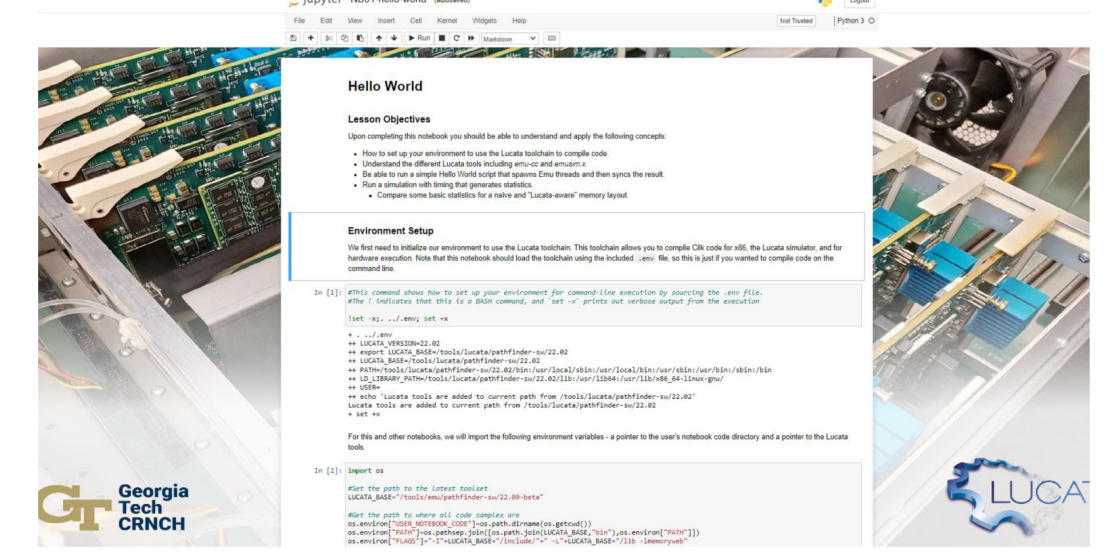 Jupyter NB01-hello-world (autosaved)
Logout
File Edit View Insert Cell Kernel Widgets Help
Not Trusted
Python 3
Run
Markdown
Hello World
Lesson Objectives
Upon completing this notebook you should be able to understand and apply the following concepts:
• How to set up your environment to use the Lucata toolchain to compile code.
• Understand the different Lucata tools including emu-cc and emusim.x.
• Be able to run a simple Hello World script that spawns Emu threads and then syncs the result.
• Run a simulation with timing that generates statistics.
• Compare some basic statistics for a naive and "Lucata-aware" memory layout.
Environment Setup
We first need to initialize our environment to use the Lucata toolchain. This toolchain allows you to compile Cilk code for x86, the Lucata simulator, and for
hardware execution. Note that this notebook should load the toolchain using the included .env file, so this is just if you wanted to compile code on the
command line.
In [1]: #This command shows how to set up your environment for command-line execution by sourcing the .env file.
#The ! indicates that this is a BASH command, and `set -x` prints out verbose output from the execution
!set -x;. ../.env; set +x
+ . ../.env
++ LUCATA_VERSION=22.02
++ export LUCATA_BASE=/tools/lucata/pathfinder-sw/22.02
++ LUCATA_BASE=/tools/lucata/pathfinder-sw/22.02
++ PATH=/tools/lucata/pathfinder-sw/22.02/bin:/usr/local/sbin:/usr/local/bin:/usr/sbin:/usr/bin:/sbin:/bin
++ LD_LIBRARY_PATH=/tools/lucata/pathfinder-sw/22.02/lib:/usr/lib64:/usr/lib/x86_64-linux-gnu/
++ USER=
++ echo 'Lucata tools are added to current path from /tools/lucata/pathfinder-sw/22.02'
Lucata tools are added to current path from /tools/lucata/pathfinder-sw/22.02
+ set +x
For this and other notebooks, we will import the following environment variables - a pointer to the user's notebook code directory and a pointer to the Lucata
tools.
In [2]: import os
#Set the path to the latest toolset
LUCATA_BASE="/tools/emu/pathfinder-sw/22.09-beta"
#Get the path to where all code samples are
os.environ["USER_NOTEBOOK_CODE"]=os.path.dirname(os.getcwd())
os.environ["PATH"]=os.pathsep.join([os.path.join(LUCATA_BASE,"bin"),os.environ["PATH"]])
os.environ["FLAGS"]="-I"+LUCATA_BASE+"/include/"+" -L"+LUCATA_BASE+"/lib -lmemoryweb"
GT
Georgia
Tech
CRNCH
LUCAT